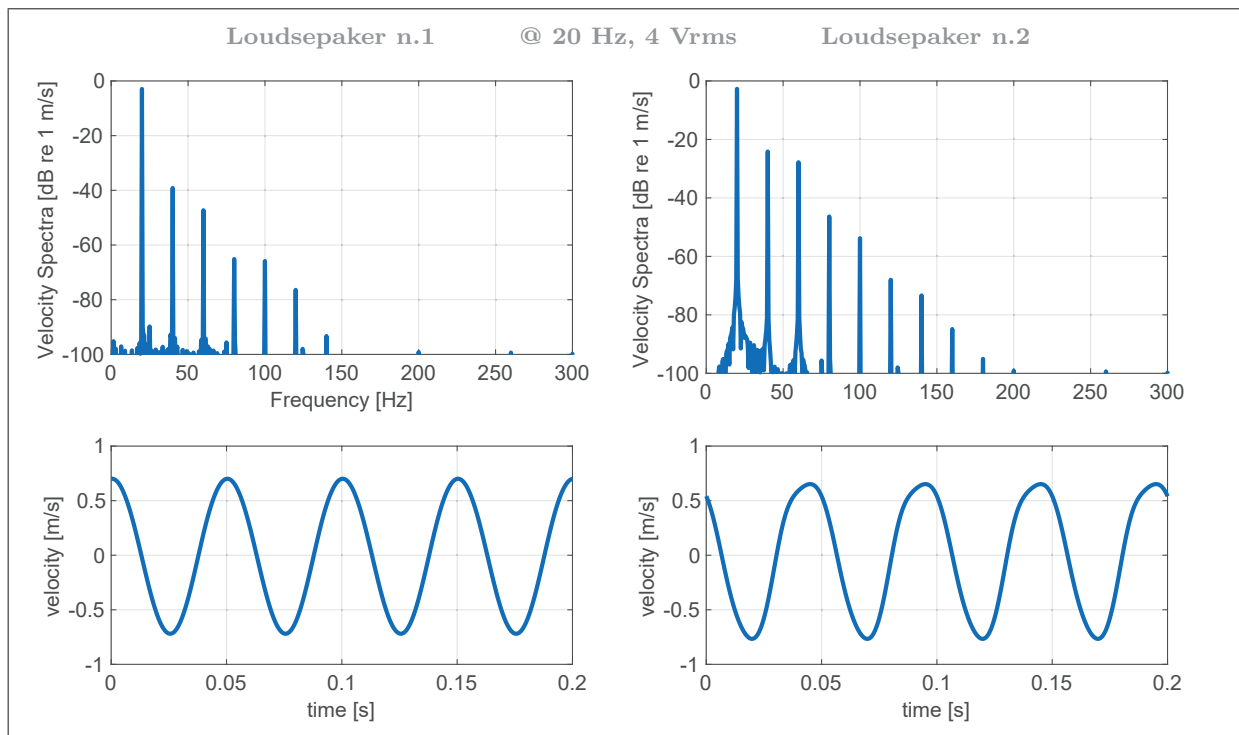 Loudsepaker n.1 @ 20 Hz, 4 Vrms Loudsepaker n.2
Velocity Spectra [dB re 1 m/s]
0
-20
-40
-60
-80
-100
0 50 100 150 200 250 300
Frequency [Hz]
Velocity Spectra [dB re 1 m/s]
0
-20
-40
-60
-80
-100
0 50 100 150 200 250 300
velocity [m/s]
1
0.5
0
-0.5
-1
0 0.05 0.1 0.15 0.2
time [s]
velocity [m/s]
1
0.5
0
-0.5
-1
0 0.05 0.1 0.15 0.2
time [s]